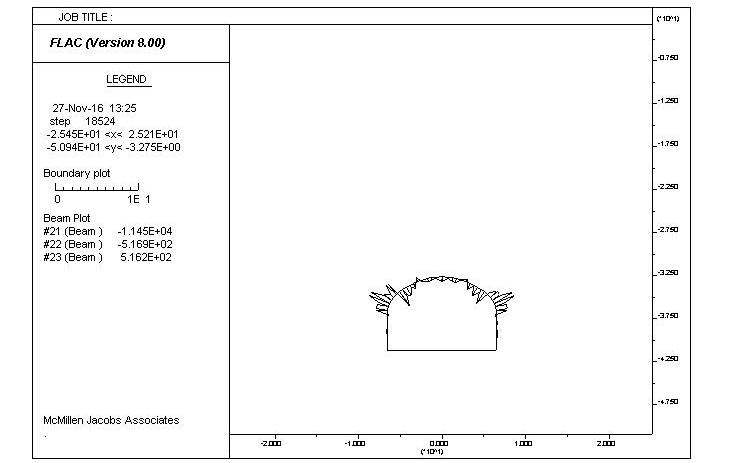 JOB TITLE :
FLAC (Version 8.00)
LEGEND
27-Nov-16 13:25
step 18524
-2.545E+01 <x< 2.521E+01
-5.094E+01 <y< -3.275E+00
Boundary plot
0 1E 1
Beam Plot
#21 (Beam ) -1.145E+04
#22 (Beam ) -5.169E+02
#23 (Beam ) 5.162E+02
McMillen Jacobs Associates
(*10^1)
-0.750
-1.250
-1.750
-2.250
-2.750
-3.250
-3.750
-4.250
-4.750
-2.000 -1.000 0.000 1.000 2.000
(*10^1)